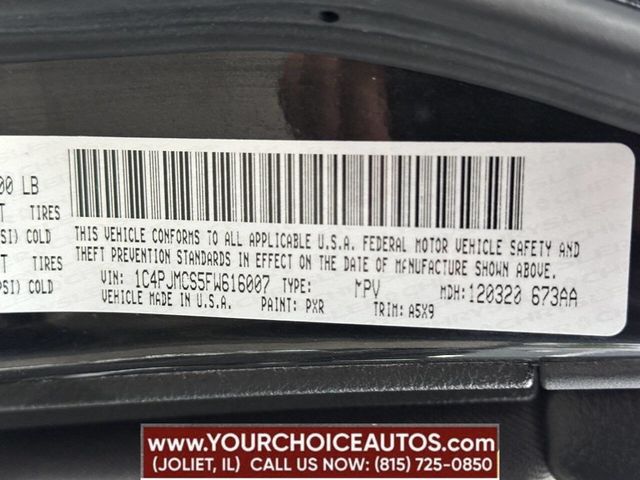 00 LB
TIRES
SI) COLD
TIRES
PSI) COLD
THIS VEHICLE CONFORMS TO ALL APPLICABLE U.S.A. FEDERAL MOTOR VEHICLE SAFETY AND
THEFT PREVENTION STANDARDS IN EFFECT ON THE DATE OF MANUFACTURE SHOWN ABOVE.
VIN: 1C4PJMCS5FW616007 TYPE: MPV MDH: 120320 673AA
VEHICLE MADE IN U.S.A. PAINT: PXR TRIM: A5X9
WWW.YOURCHOICEAUTOS.COM
(JOLIET, IL) CALL US NOW: (815) 725-0850